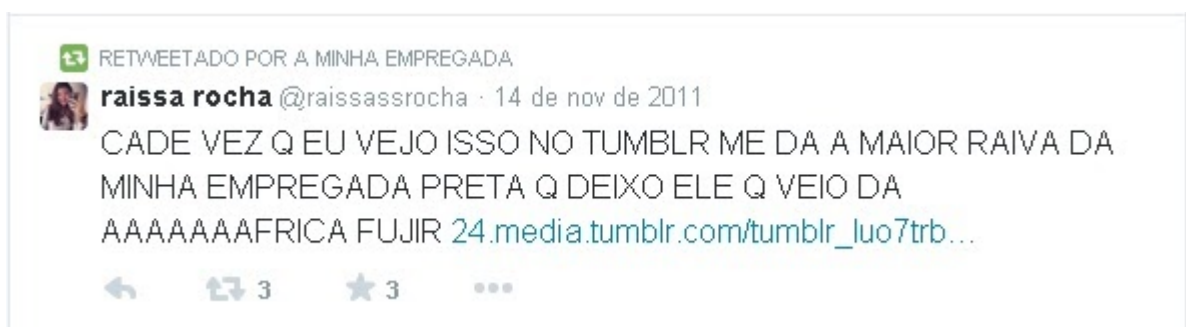 RETWEETADO POR A MINHA EMPREGADA
raissa rocha @raissassrocha · 14 de nov de 2011
CADE VEZ Q EU VEJO ISSO NO TUMBLR ME DA A MAIOR RAIVA DA
MINHA EMPREGADA PRETA Q DEIXO ELE Q VEIO DA
AAAAAAAFRICA FUJIR 24.media.tumblr.com/tumblr_luo7trb...
3 3